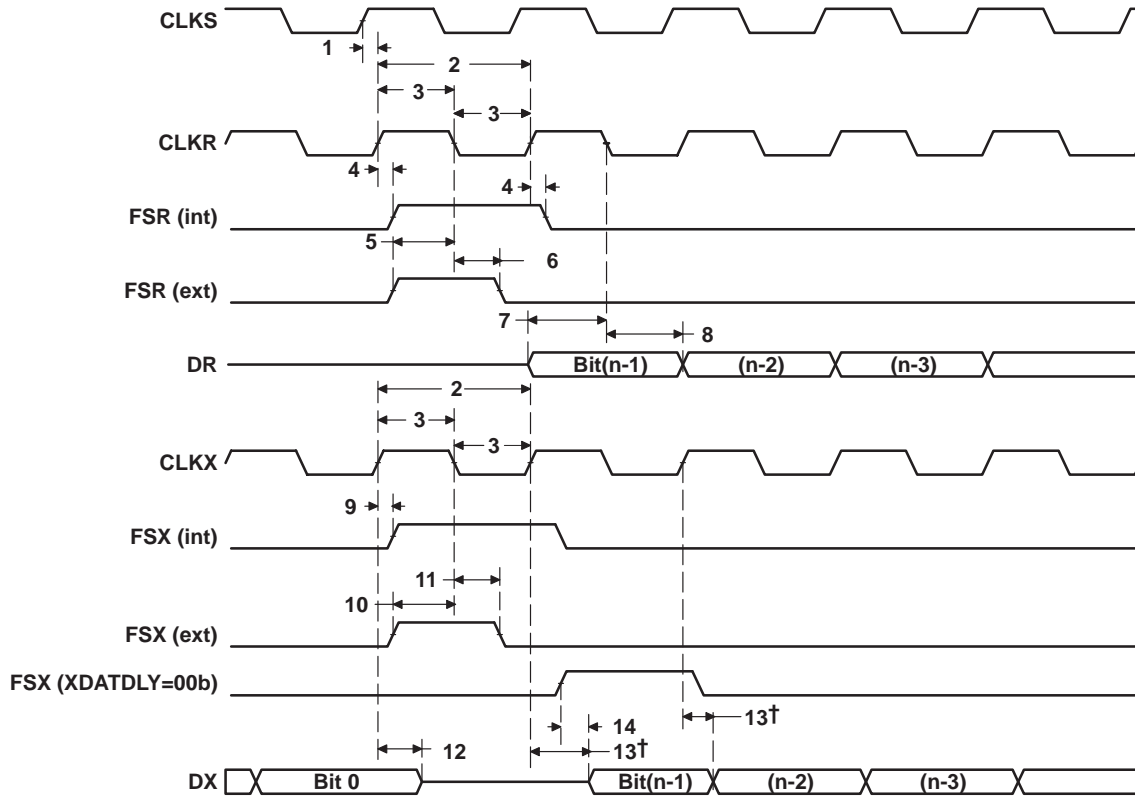 CLKS
1
2
3
3
CLKR
4
4
FSR (int)
5
6
FSR (ext)
7
8
DR
Bit(n-1)
(n-2)
(n-3)
2
3
3
CLKX
9
FSX (int)
11
10
FSX (ext)
FSX (XDATDLY=00b)
14
13†
12
13†
DX
Bit 0
Bit(n-1)
(n-2)
(n-3)